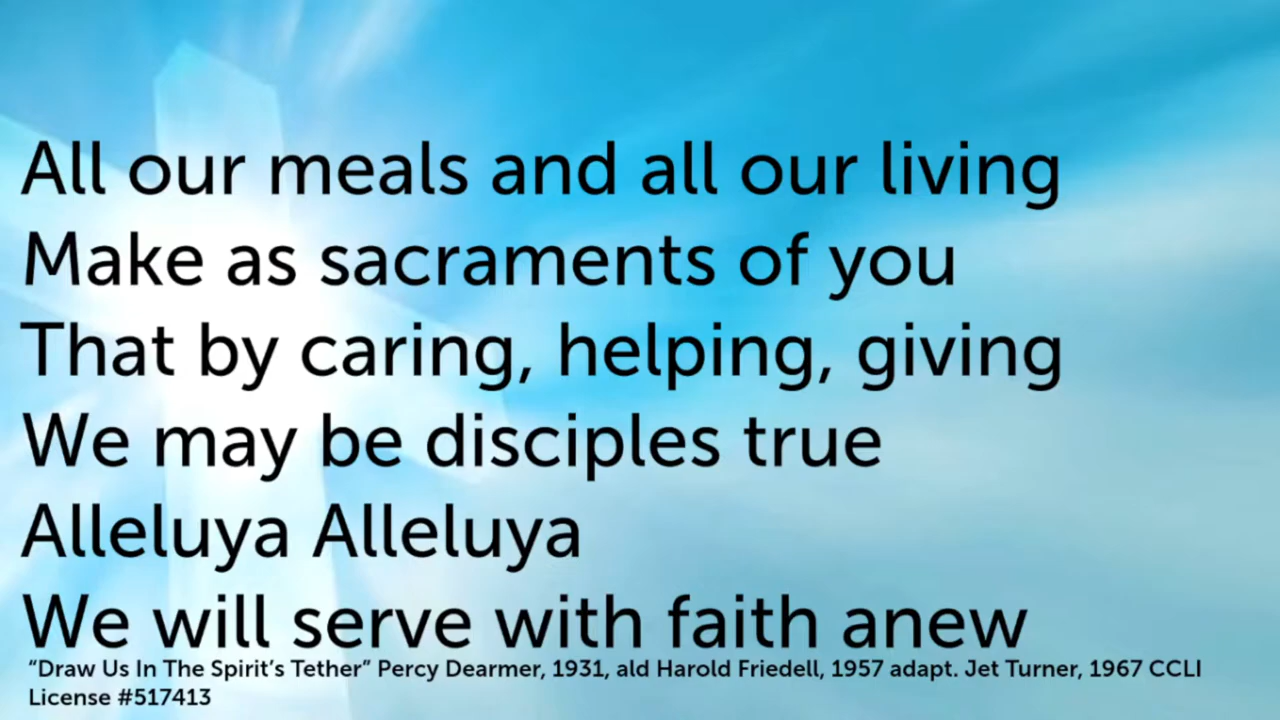 All our meals and all our living
Make as sacraments of you
That by caring, helping, giving
We may be disciples true
Alleluya Alleluya
We will serve with faith anew
“Draw Us In The Spirit’s Tether” Percy Dearmer, 1931, ald Harold Friedell, 1957 adapt. Jet Turner, 1967 CCLI
License #517413